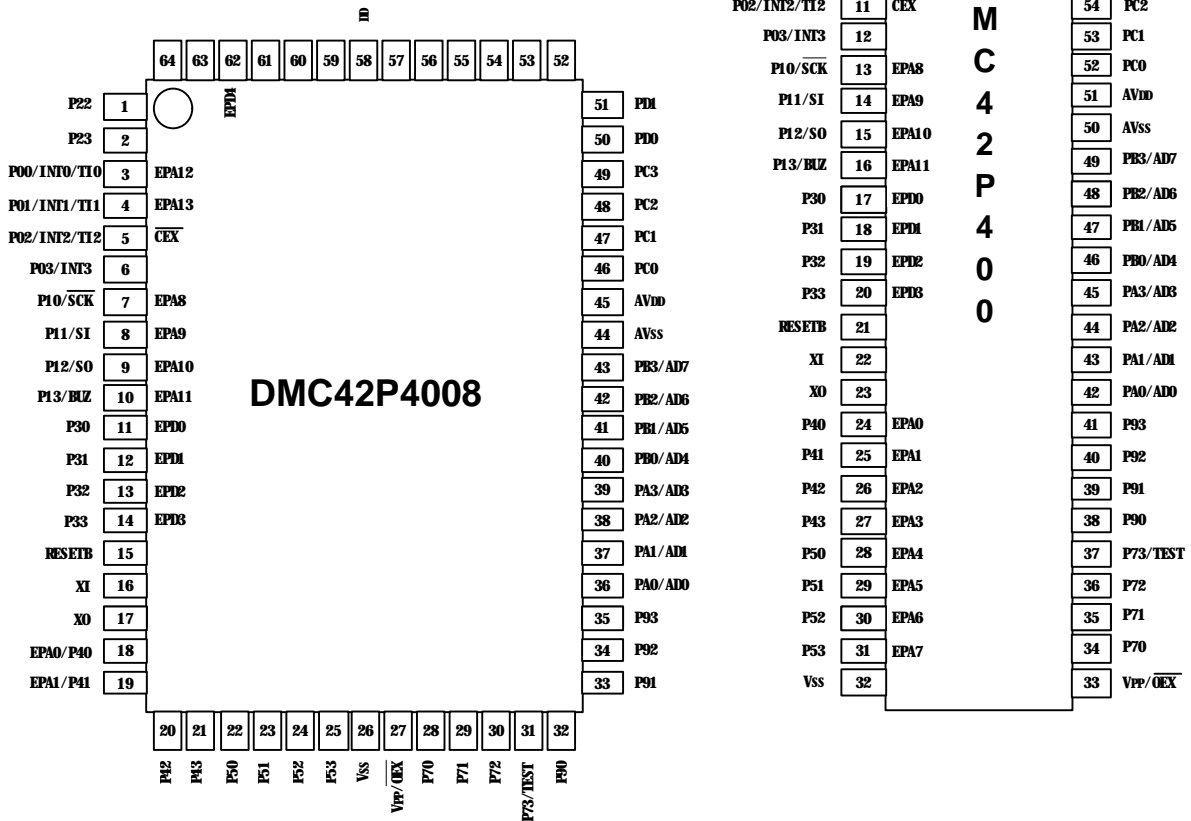 DD
64 63 62 61 60 59 58 57 56 55 54 53 52
EPD4
P22 1
P23 2
P00/INT0/TI0 3 EPA12
P01/INT1/TI1 4 EPA13
P02/INT2/TI2 5 CEX
P03/INT3 6
P10/SCK 7 EPA8
P11/SI 8 EPA9
P12/SO 9 EPA10
P13/BUZ 10 EPA11
P30 11 EPD0
P31 12 EPD1
P32 13 EPD2
P33 14 EPD3
RESETB 15
XI 16
XO 17
EPA0/P40 18
EPA1/P41 19
DMC42P4008
51 PD1
50 PD0
49 PC3
48 PC2
47 PC1
46 PC0
45 AVDD
44 AVss
43 PB3/AD7
42 PB2/AD6
41 PB1/AD5
40 PB0/AD4
39 PA3/AD3
38 PA2/AD2
37 PA1/AD1
36 PA0/AD0
35 P93
34 P92
33 P91
20 21 22 23 24 25 26 27 28 29 30 31 32
P42 P43 P50 P51 P52 P53 Vss VPP/OEX P70 P71 P72 P73/TEST P90
P02/INT2/TI2 11 CEX
P03/INT3 12
P10/SCK 13 EPA8
P11/SI 14 EPA9
P12/SO 15 EPA10
P13/BUZ 16 EPA11
P30 17 EPD0
P31 18 EPD1
P32 19 EPD2
P33 20 EPD3
RESETB 21
XI 22
XO 23
P40 24 EPA0
P41 25 EPA1
P42 26 EPA2
P43 27 EPA3
P50 28 EPA4
P51 29 EPA5
P52 30 EPA6
P53 31 EPA7
Vss 32
M
C
4
2
P
4
0
0
54 PC2
53 PC1
52 PC0
51 AVDD
50 AVss
49 PB3/AD7
48 PB2/AD6
47 PB1/AD5
46 PB0/AD4
45 PA3/AD3
44 PA2/AD2
43 PA1/AD1
42 PA0/AD0
41 P93
40 P92
39 P91
38 P90
37 P73/TEST
36 P72
35 P71
34 P70
33 VPP/OEX